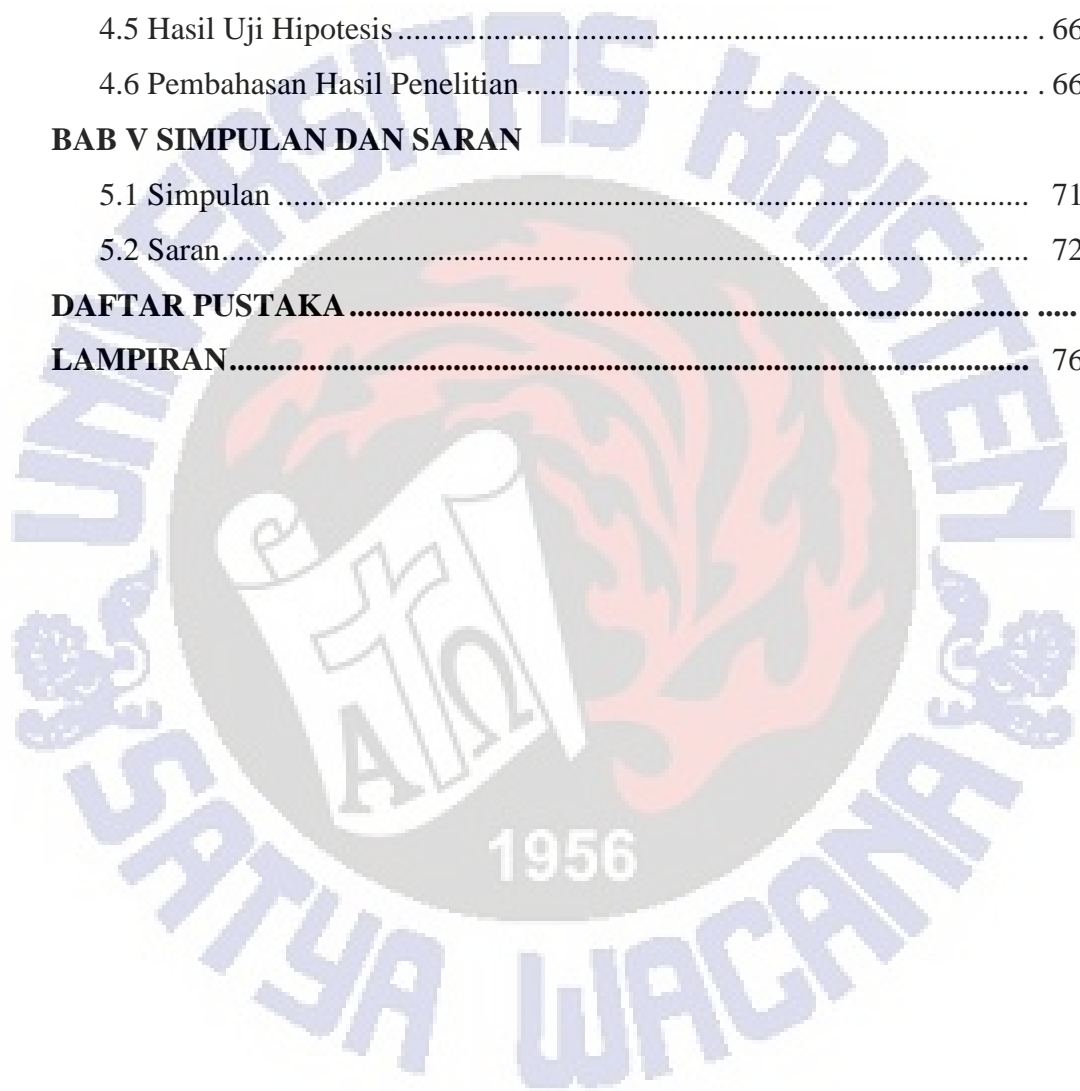 4.5 Hasil Uji Hipotesis ................................................................................ . 66
4.6 Pembahasan Hasil Penelitian ............................................................... . 66
BAB V SIMPULAN DAN SARAN
5.1 Simpulan ............................................................................................... 71
5.2 Saran...................................................................................................... 72
DAFTAR PUSTAKA ..................................................................................... .....
LAMPIRAN.................................................................................................... 76
UNIVERSITAS KRISTEN
Α Ω
1956
SATYA WACANA